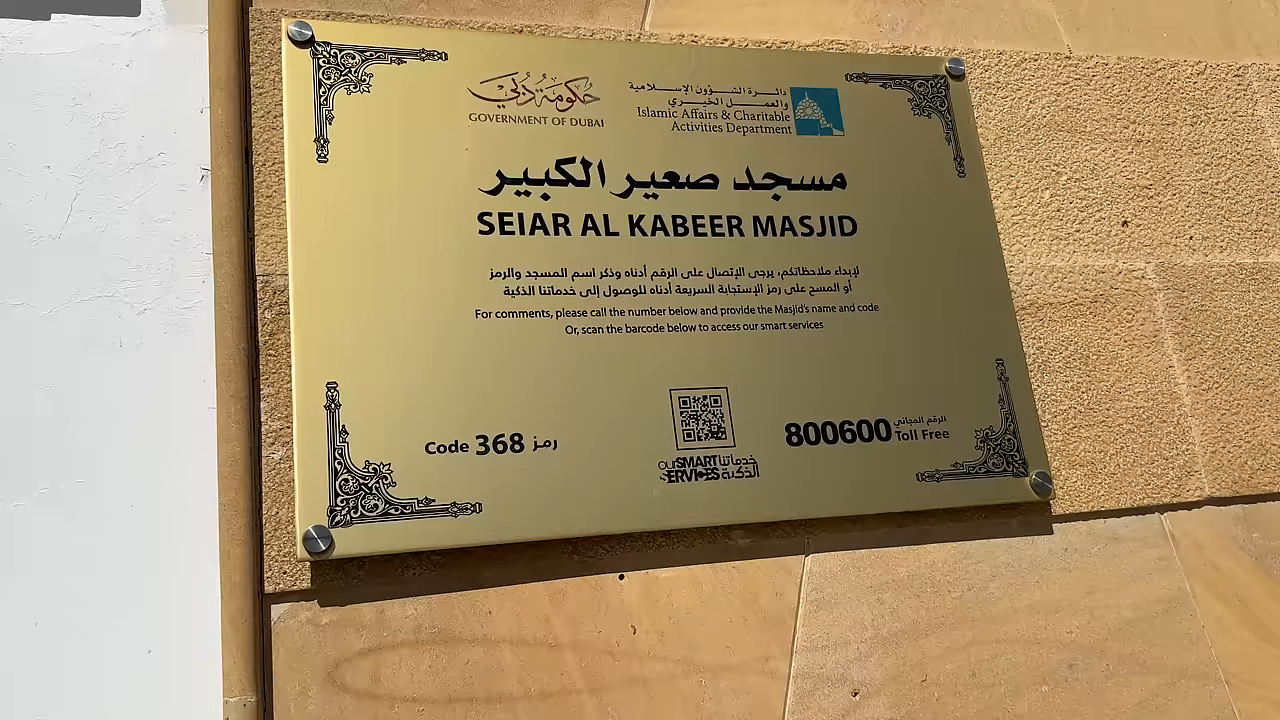 حكومة دبي
GOVERNMENT OF DUBAI
دائرة الشؤون الإسلامية
والعمل الخيري
Islamic Affairs & Charitable
Activities Department
مسجد صعير الكبير
SEIAR AL KABEER MASJID
لإبداء ملاحظاتكم، يرجى الإتصال على الرقم أدناه وذكر اسم المسجد والرمز
أو المسح على رمز الإستجابة السريعة أدناه للوصول إلى خدماتنا الذكية
For comments, please call the number below and provide the Masjid's name and code
Or, scan the barcode below to access our smart services
Code 368 رمز
our SMART SERVICES
خدماتنا الذكية
800600
الرقم المجاني
Toll Free